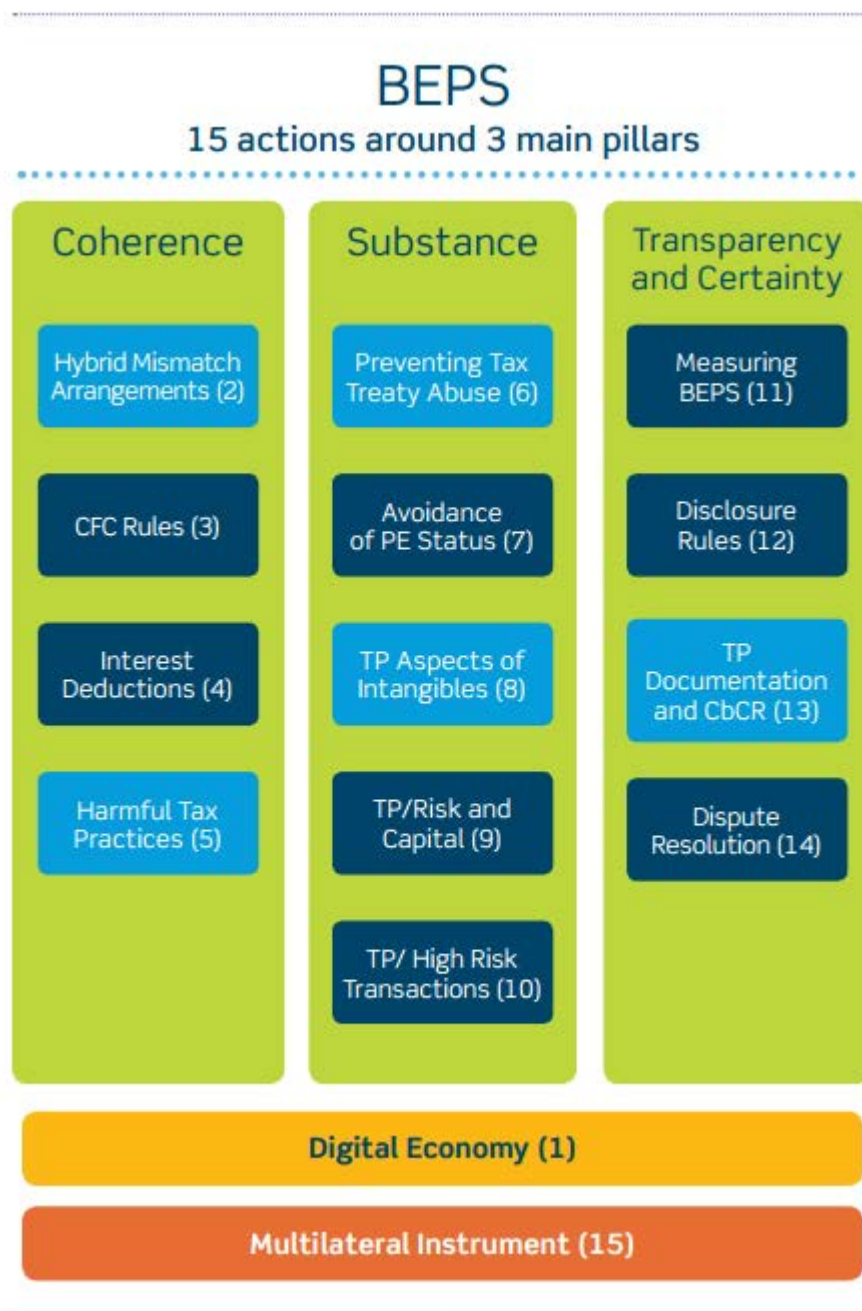 BEPS
15 actions around 3 main pillars
Coherence
Hybrid Mismatch
Arrangements (2)
CFC Rules (3)
Interest
Deductions (4)
Harmful Tax
Practices (5)
Substance
Preventing Tax
Treaty Abuse (6)
Avoidance
of PE Status (7)
TP Aspects of
Intangibles (8)
TP/Risk and
Capital (9)
TP/ High Risk
Transactions (10)
Transparency
and Certainty
Measuring
BEPS (11)
Disclosure
Rules (12)
TP
Documentation
and CbCR (13)
Dispute
Resolution (14)
Digital Economy (1)
Multilateral Instrument (15)